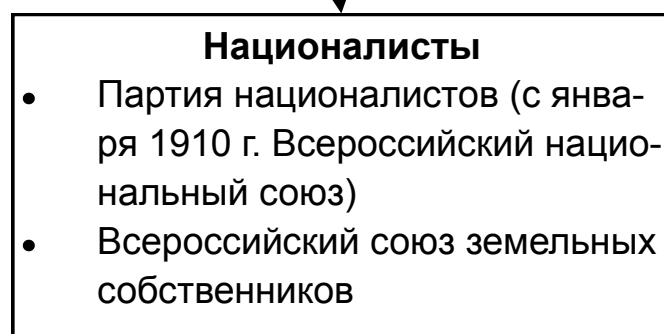 Националисты
• Партия националистов (с янва-
ря 1910 г. Всероссийский нацио-
нальный союз)
• Всероссийский союз земельных
собственников